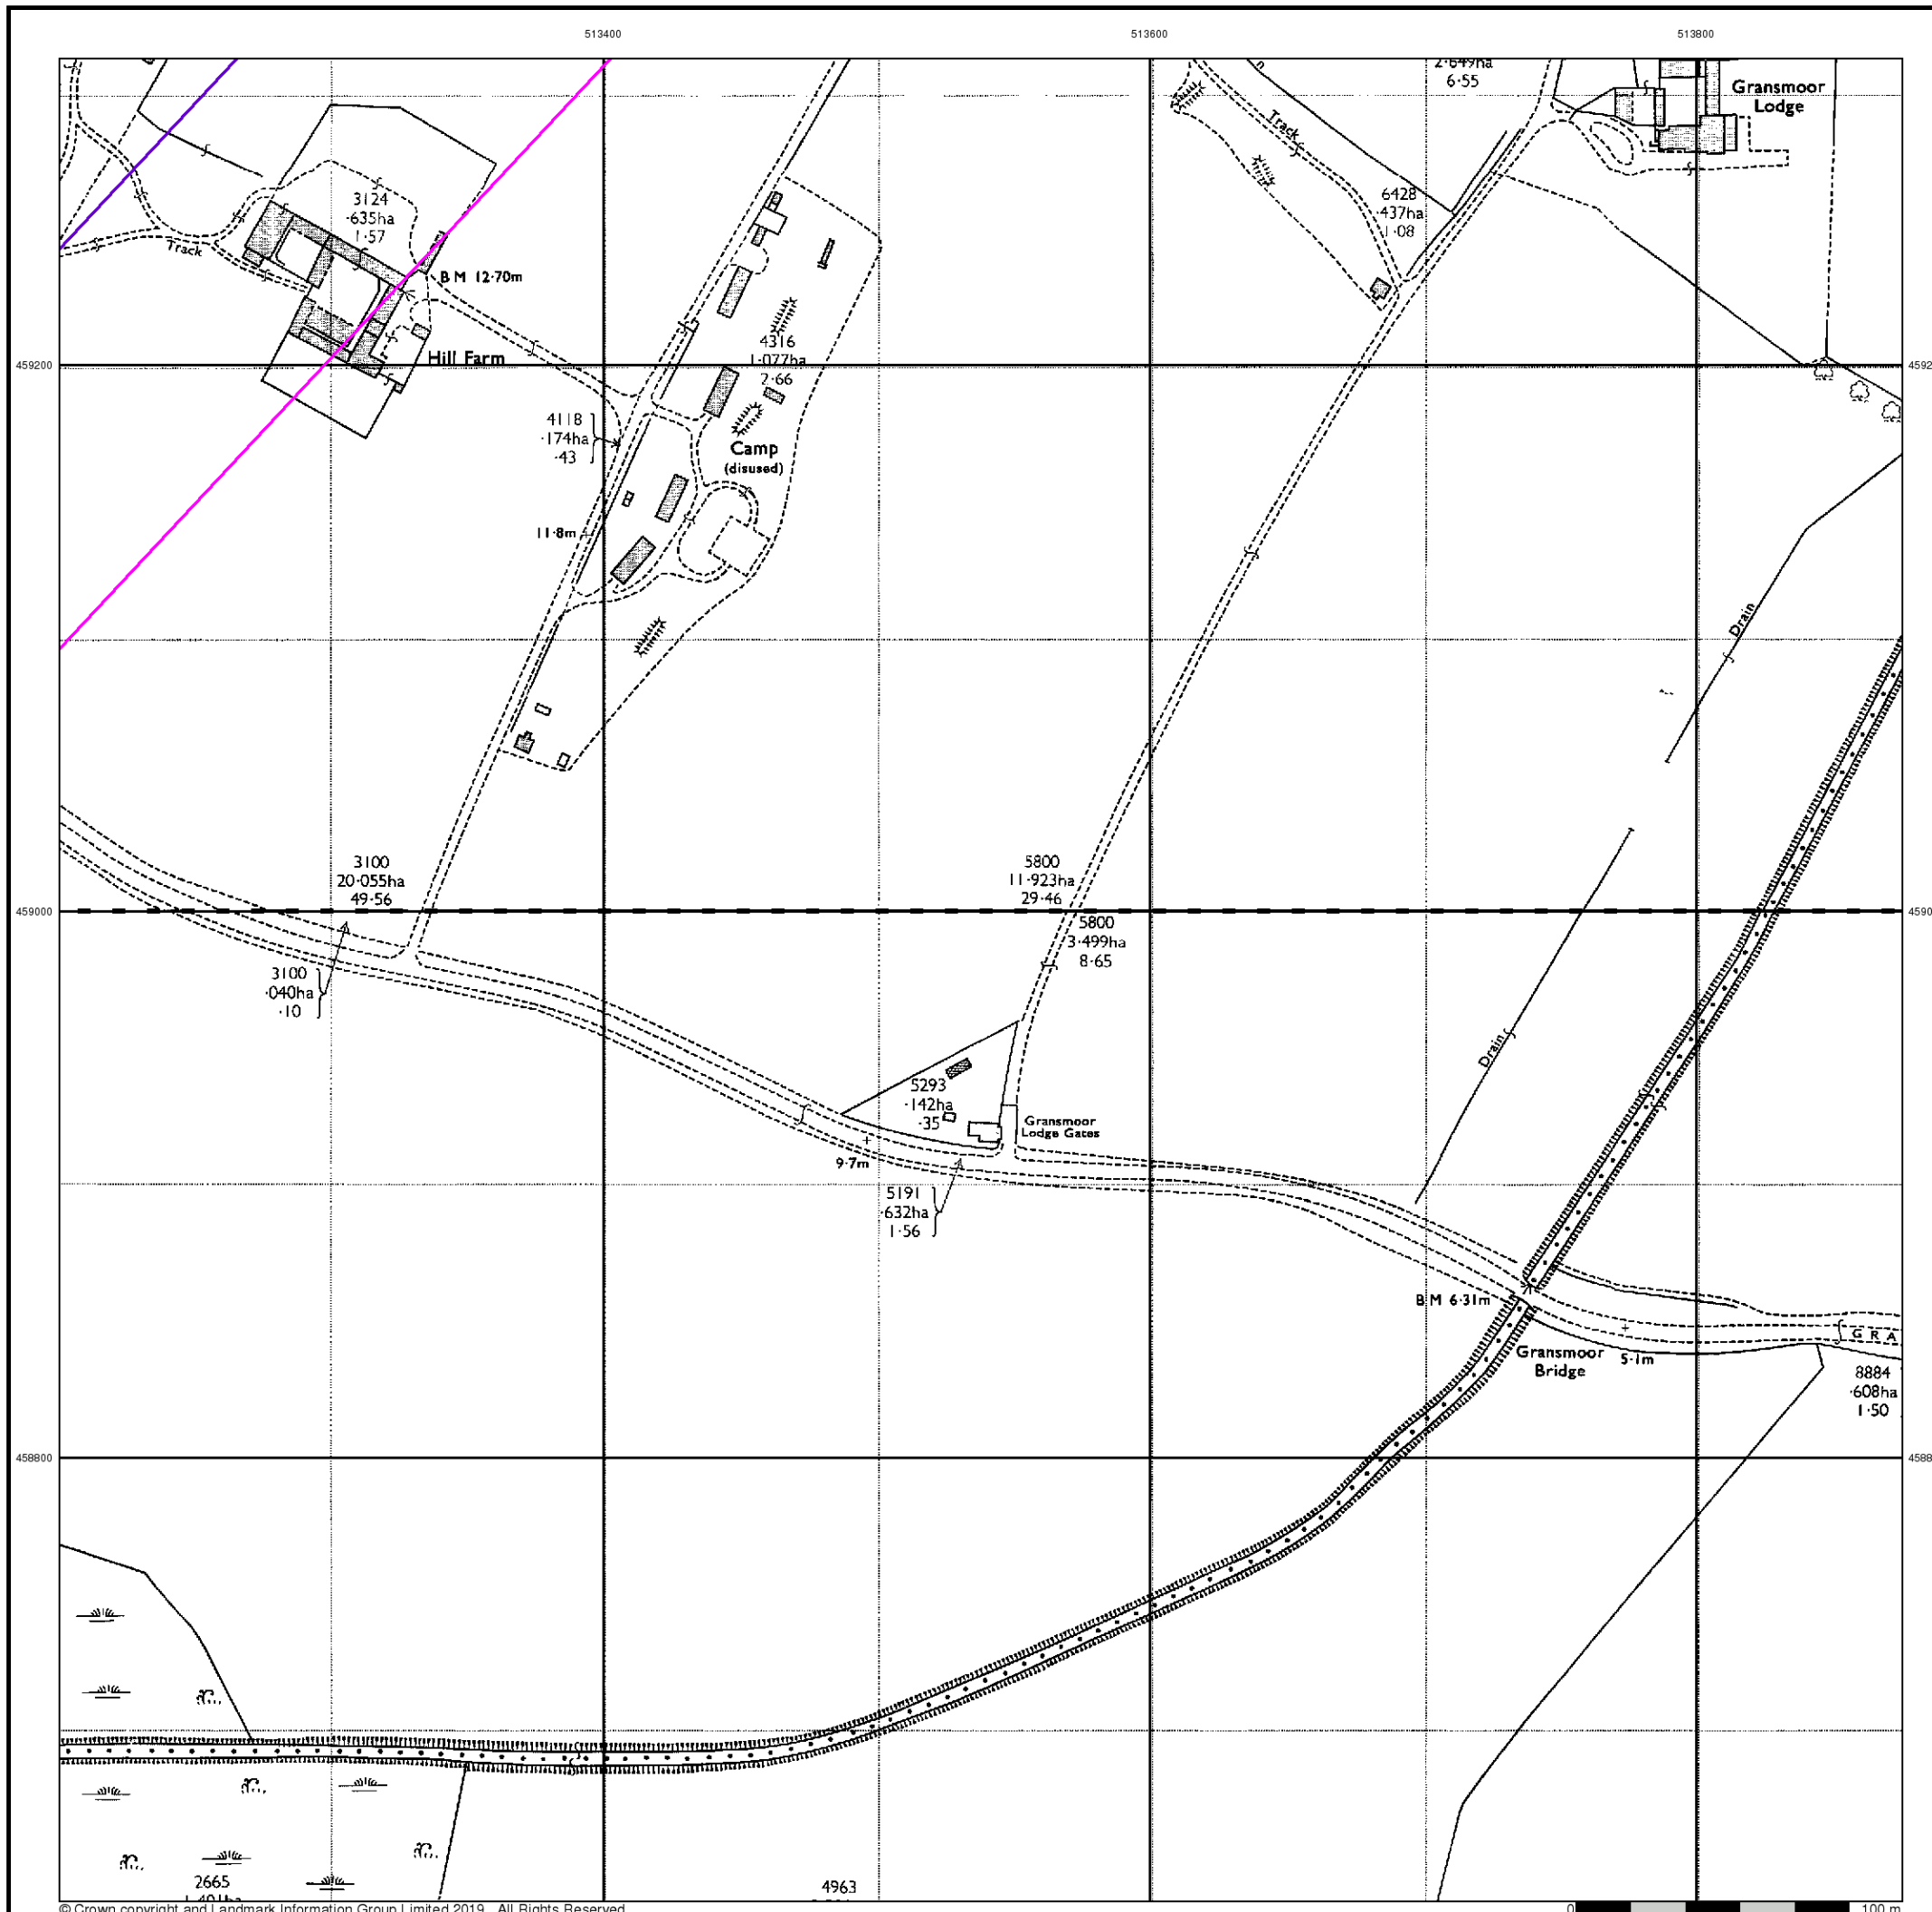 513400
513600
513800
2·649ha
6·55
Gransmoor
Lodge
Track
3124
·635ha
1·57
6428
·437ha
1·08
Track
B M 12·70m
Hill Farm
4316
1·077ha
2·66
459200
4592
4118
·174ha
·43
Camp
(disused)
11·8m
Drain
3100
20·055ha
49·56
5800
11·923ha
29·46
459000
4590
5800
3·499ha
8·65
3100
·040ha
·10
Drain
5293
·142ha
·35
Gransmoor
Lodge Gates
9·7m
5191
·632ha
1·56
B M 6·31m
Gransmoor
Bridge
5·1m
G R A
8884
·608ha
1·50
458800
4588
2665
1·401ha
4963
© Crown copyright and Landmark Information Group Limited 2019. All Rights Reserved
0
100 m